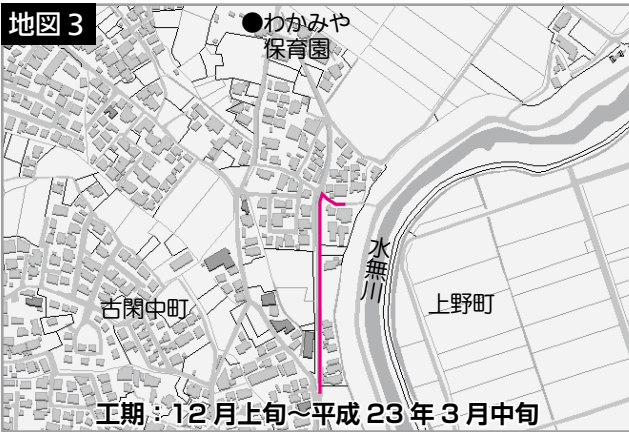 地図 3
●わかみや
保育園
水無川
古閑中町
上野町
工期：12 月上旬～平成 23 年 3 月中旬